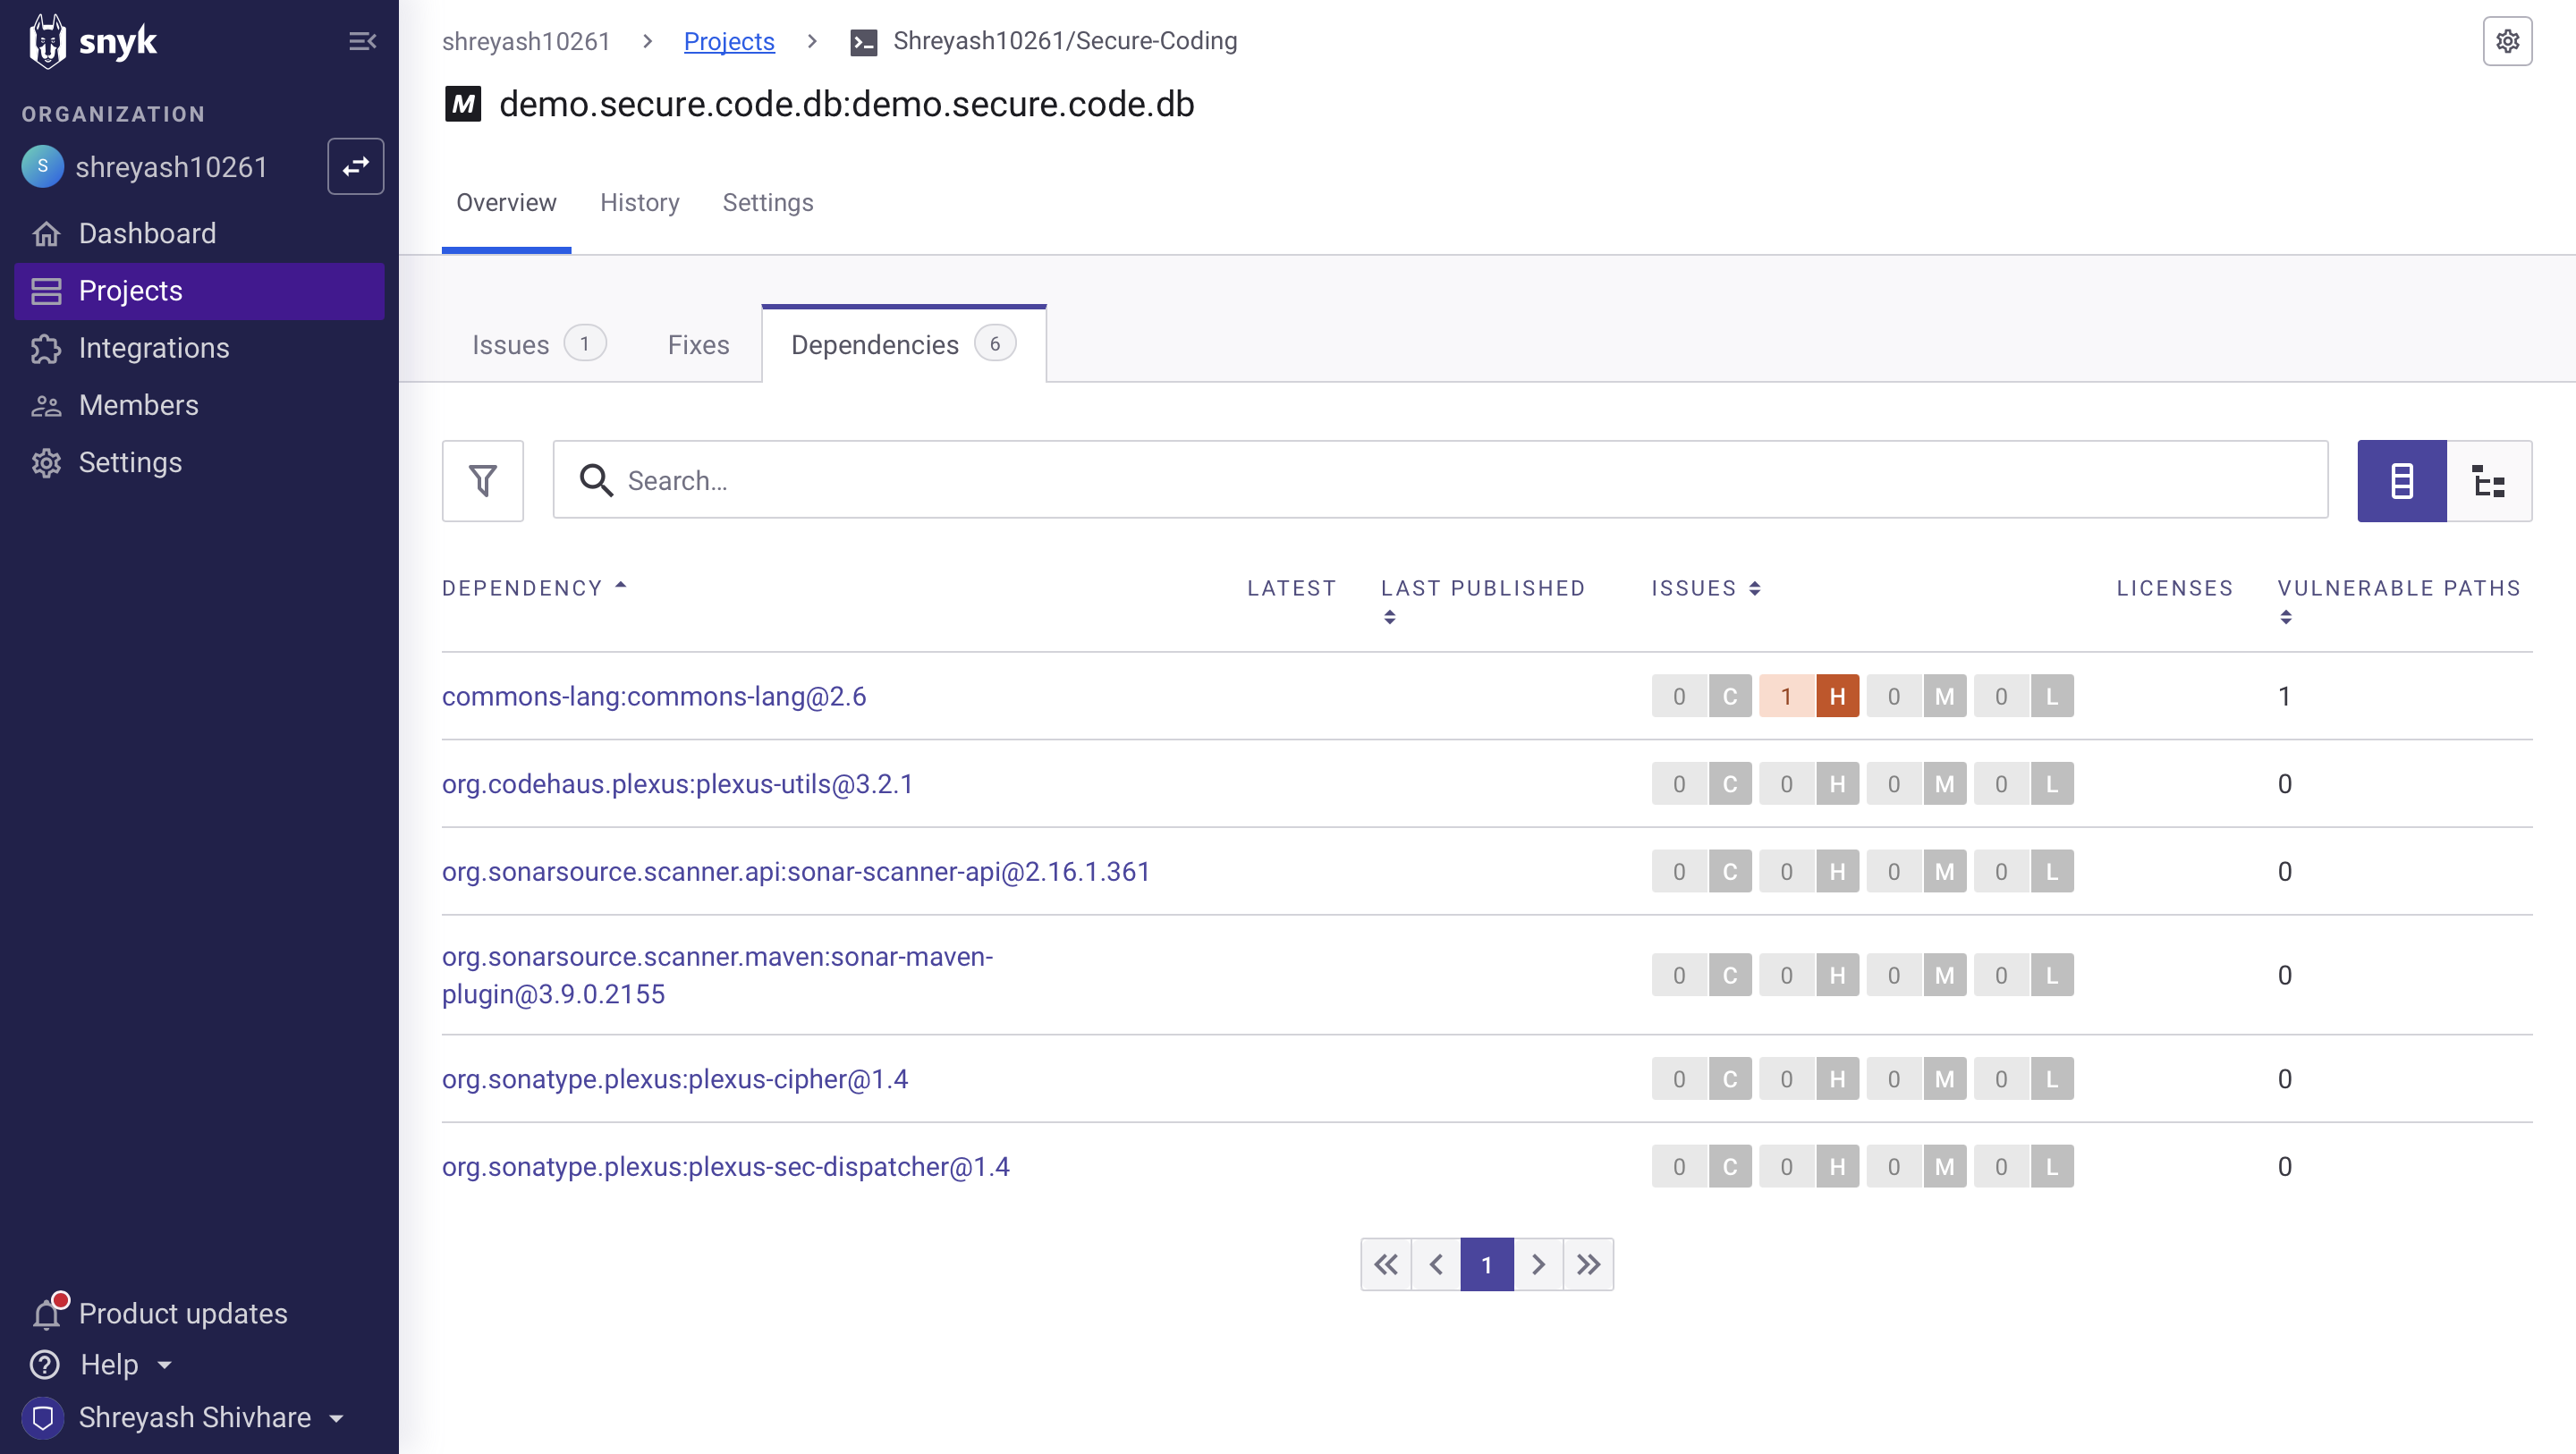 snyk
ORGANIZATION
S shreyash10261
Dashboard
Projects
Integrations
Members
Settings
Product updates
Help
Shreyash Shivhare
shreyash10261 > Projects > Shreyash10261/Secure-Coding
M demo.secure.code.db:demo.secure.code.db
Overview History Settings
Issues 1 Fixes Dependencies 6
Search...
DEPENDENCY LATEST LAST PUBLISHED ISSUES LICENSES VULNERABLE PATHS
commons-lang:commons-lang@2.6 0 C 1 H 0 M 0 L 1
org.codehaus.plexus:plexus-utils@3.2.1 0 C 0 H 0 M 0 L 0
org.sonarsource.scanner.api:sonar-scanner-api@2.16.1.361 0 C 0 H 0 M 0 L 0
org.sonarsource.scanner.maven:sonar-maven-
plugin@3.9.0.2155 0 C 0 H 0 M 0 L 0
org.sonatype.plexus:plexus-cipher@1.4 0 C 0 H 0 M 0 L 0
org.sonatype.plexus:plexus-sec-dispatcher@1.4 0 C 0 H 0 M 0 L 0
1